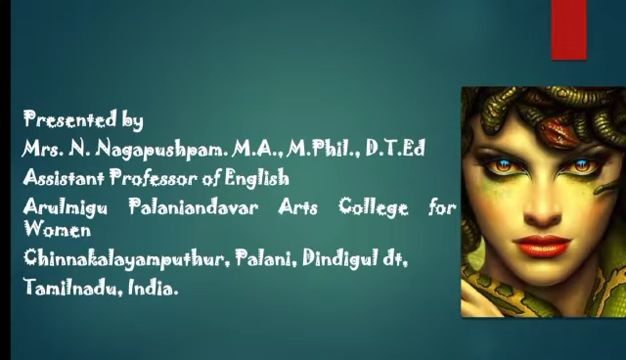 Presented by
Mrs. N. Nagapushpam. M.A., M.Phil., D.T.Ed
Assistant Professor of English
Arulmigu Palaniandavar Arts College for
Women
Chinnakalayamputhur, Palani, Dindigul dt,
Tamilnadu, India.